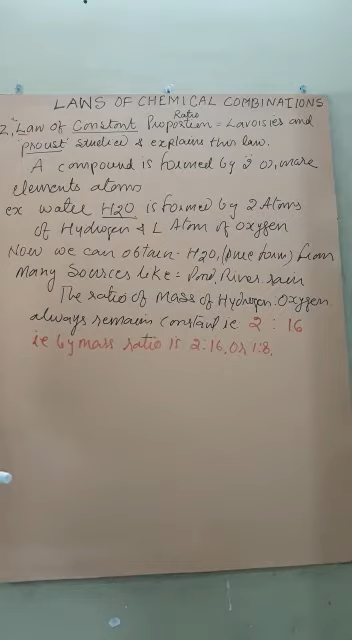 LAWS OF CHEMICAL COMBINATIONS
Ratio
2. Law of Constant Proportion = Lavoisies and
proust studied & explains this law.
A compound is formed by 2 or more
elements atoms
ex water H2O is formed by 2 Atoms
of Hydrogen & 1 Atom of Oxygen
Now we can obtain H2O, (pure form) from
Many Sources like = Pond, River, rain
The ratio of Mass of Hydrogen: Oxygen
always remain constant ie 2 : 16
ie by mass ratio is 2:16, Or 1:8.